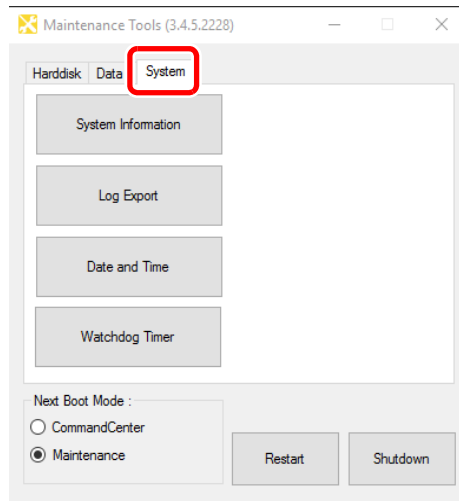 Maintenance Tools (3.4.5.2228)
Harddisk Data System
System Information
Log Export
Date and Time
Watchdog Timer
Next Boot Mode :
CommandCenter
Maintenance
Restart Shutdown